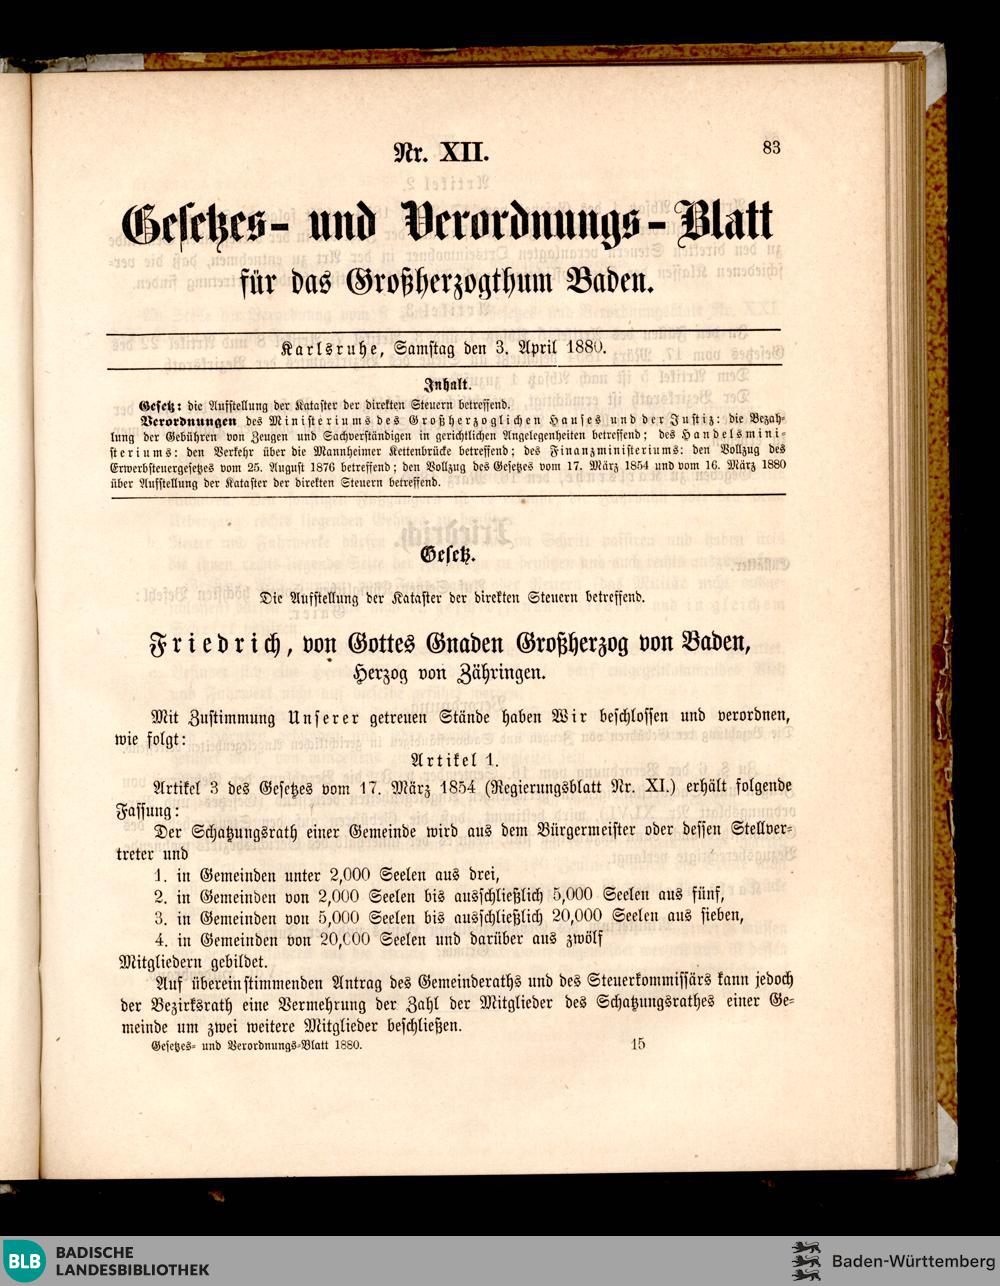 Nr. XII.
83
Gesetzes- und Verordnungs-Blatt
für das Großherzogthum Baden.
Karlsruhe, Samstag den 3. April 1880.
Inhalt.
Gesetz: die Aufstellung der Kataster der direkten Steuern betreffend.
Verordnungen des Ministeriums des Großherzoglichen Hauses und der Justiz: die Bezah-
lung der Gebühren von Zeugen und Sachverständigen in gerichtlichen Angelegenheiten betreffend; des Handelsmini-
steriums: den Verkehr über die Mannheimer Kettenbrücke betreffend; des Finanzministeriums: den Vollzug des
Erwerbsteuergesetzes vom 25. August 1876 betreffend; den Vollzug des Gesetzes vom 17. März 1854 und vom 16. März 1880
über Aufstellung der Kataster der direkten Steuern betreffend.
Gesetz.
Die Aufstellung der Kataster der direkten Steuern betreffend.
Friedrich, von Gottes Gnaden Großherzog von Baden,
Herzog von Zähringen.
Mit Zustimmung Unserer getreuen Stände haben Wir beschlossen und verordnen,
wie folgt:
Artikel 1.
Artikel 3 des Gesetzes vom 17. März 1854 (Regierungsblatt Nr. XI.) erhält folgende
Fassung:
Der Schatzungsrath einer Gemeinde wird aus dem Bürgermeister oder dessen Stellver-
treter und
1. in Gemeinden unter 2,000 Seelen aus drei,
2. in Gemeinden von 2,000 Seelen bis ausschließlich 5,000 Seelen aus fünf,
3. in Gemeinden von 5,000 Seelen bis ausschließlich 20,000 Seelen aus sieben,
4. in Gemeinden von 20,000 Seelen und darüber aus zwölf
Mitgliedern gebildet.
Auf übereinstimmenden Antrag des Gemeinderaths und des Steuerkommissärs kann jedoch
der Bezirksrath eine Vermehrung der Zahl der Mitglieder des Schatzungsrathes einer Ge-
meinde um zwei weitere Mitglieder beschließen.
Gesetzes- und Verordnungs-Blatt 1880.
15
BLB
BADISCHE
LANDESBIBLIOTHEK
Baden-Württemberg